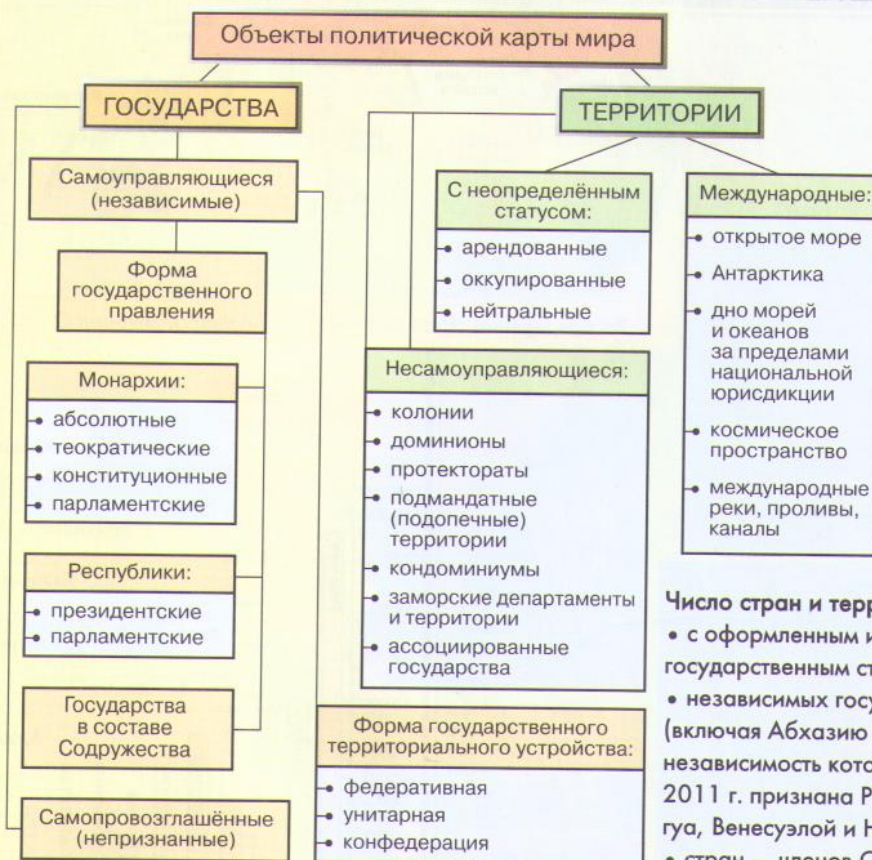 Объекты политической карты мира
ГОСУДАРСТВА
Самоуправляющиеся
(независимые)
Форма
государственного
правления
Монархии:
• абсолютные
• теократические
• конституционные
• парламентские
Республики:
• президентские
• парламентские
Государства
в составе
Содружества
Самопровозглашённые
(непризнанные)
ТЕРРИТОРИИ
С неопределённым
статусом:
• арендованные
• оккупированные
• нейтральные
Международные:
• открытое море
• Антарктика
• дно морей
и океанов
за пределами
национальной
юрисдикции
• космическое
пространство
• международные
реки, проливы,
каналы
Несамоуправляющиеся:
• колонии
• доминионы
• протектораты
• подмандатные
(подопечные)
территории
• кондоминиумы
• заморские департаменты
и территории
• ассоциированные
государства
Форма государственного
территориального устройства:
• федеративная
• унитарная
• конфедерация
Число стран и
• с оформленным
государственным
• независимых
(включая Абхазию
независимость
2011 г. признана
гуа, Венесуэлой и
• стран — членов